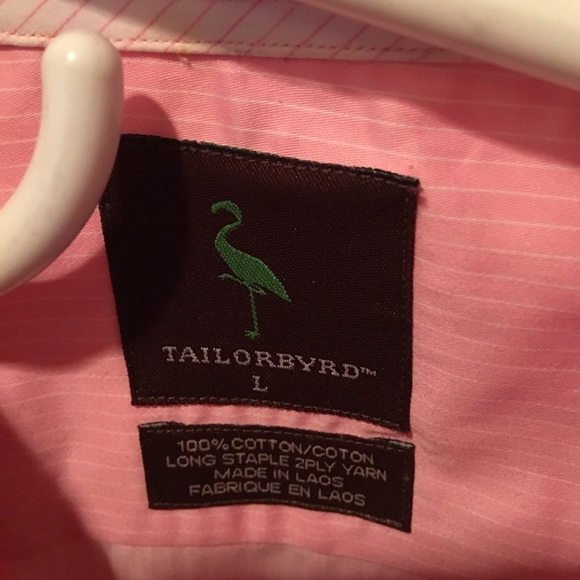 TAILORBYRD™
L
100% COTTON/COTON
LONG STAPLE 2PLY YARN
MADE IN LAOS
FABRIQUE EN LAOS